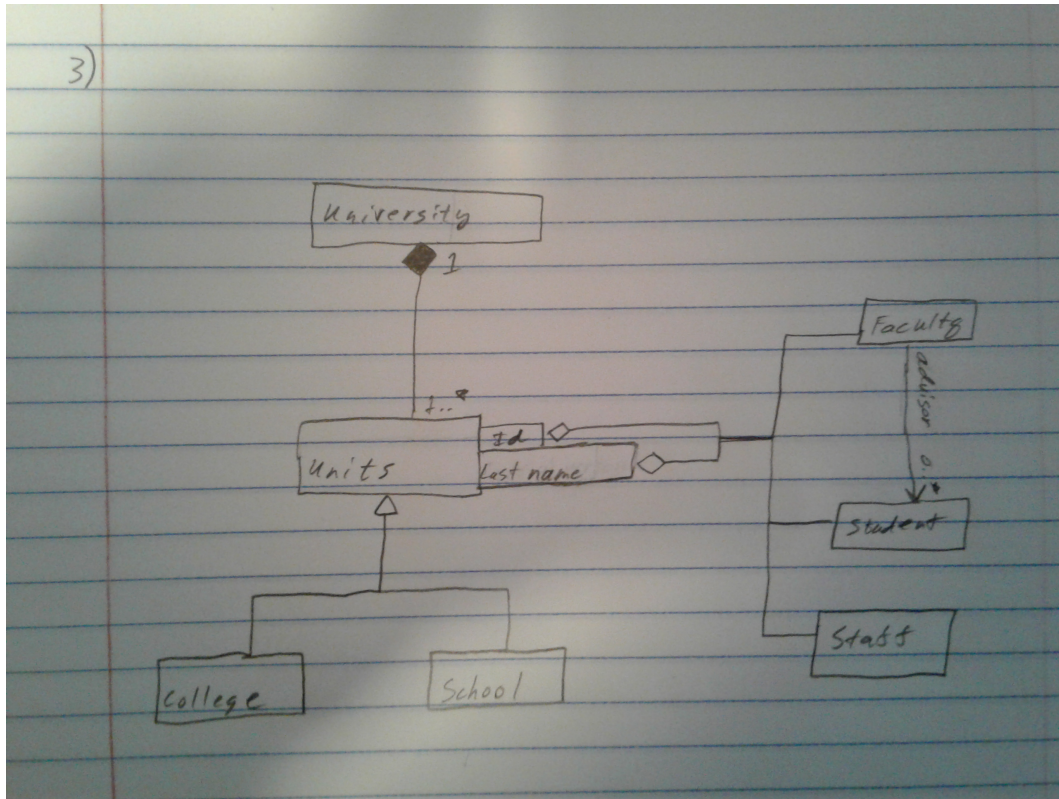 3)
University
1
1..*
Units
Id
Last name
College
School
Faculty
advisor 0..*
Student
Staff